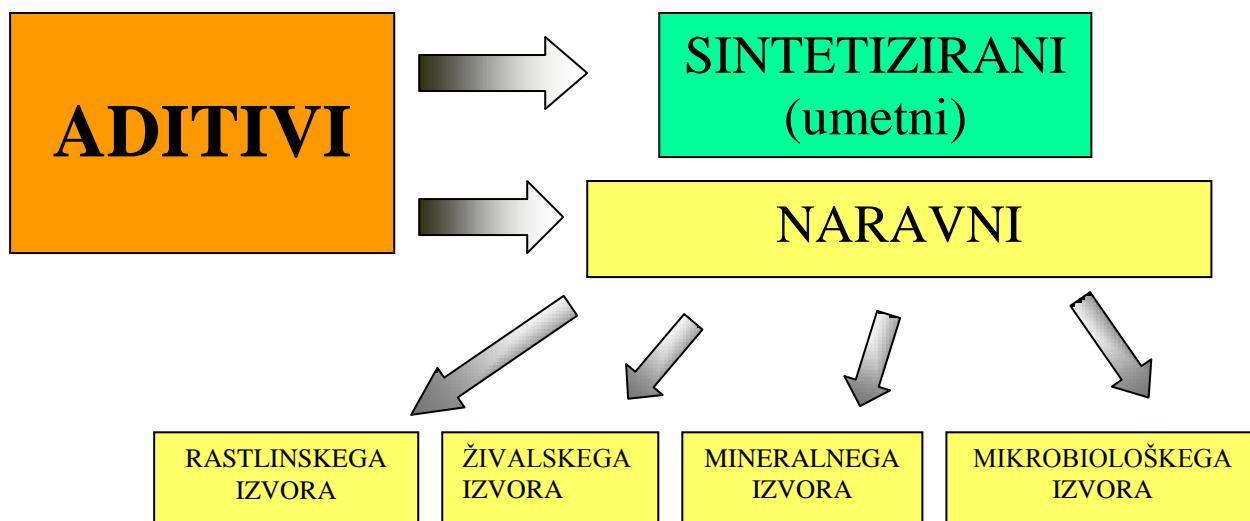 ADITIVI
SINTETIZIRANI
(umetni)
NARAVNI
RASTLINSKEGA
IZVORA
ŽIVALSKEGA
IZVORA
MINERALNEGA
IZVORA
MIKROBIOLOŠKEGA
IZVORA